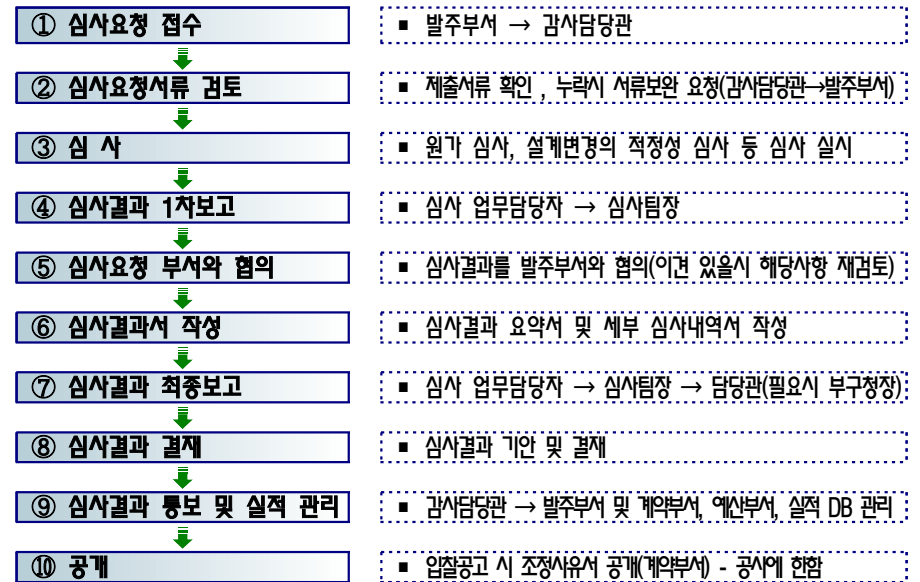 ① 심사요청 접수
▪ 발주부서 → 감사담당관
② 심사요청서류 검토
▪ 제출서류 확인 , 누락시 서류보완 요청(감사담당관→발주부서)
③ 심 사
▪ 원가 심사, 설계변경의 적정성 심사 등 심사 실시
④ 심사결과 1차보고
▪ 심사 업무담당자 → 심사팀장
⑤ 심사요청 부서와 협의
▪ 심사결과를 발주부서와 협의(이견 있을시 해당사항 재검토)
⑥ 심사결과서 작성
▪ 심사결과 요약서 및 세부 심사내역서 작성
⑦ 심사결과 최종보고
▪ 심사 업무담당자 → 심사팀장 → 담당관(필요시 부구청장)
⑧ 심사결과 결재
▪ 심사결과 기안 및 결재
⑨ 심사결과 통보 및 실적 관리
▪ 감사담당관 → 발주부서 및 계약부서, 예산부서, 실적 DB 관리
⑩ 공개
▪ 입찰공고 시 조정사유서 공개(계약부서) - 공사에 한함